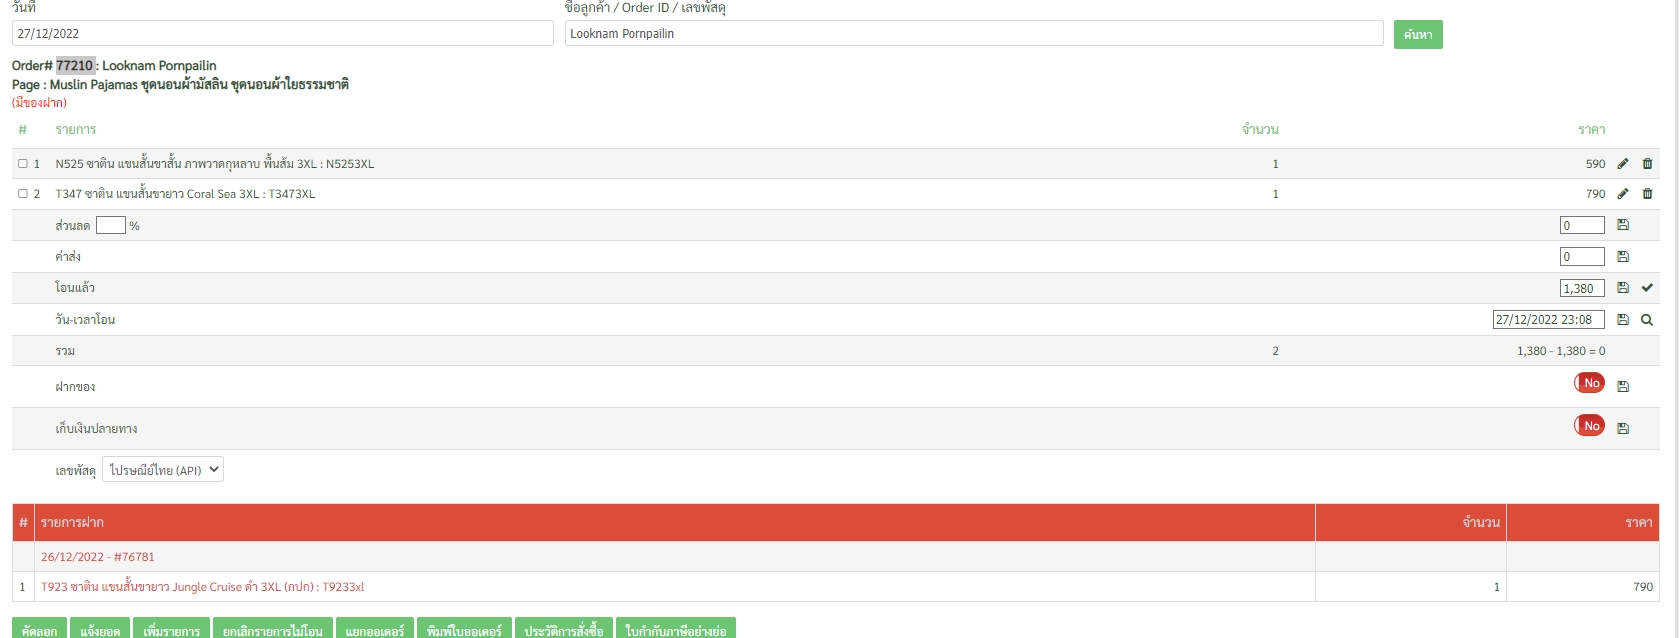 วันที่
ชื่อลูกค้า / Order ID / เลขพัสดุ
27/12/2022
Looknam Pornpailin
ค้นหา
Order# 77210 : Looknam Pornpailin
Page : Muslin Pajamas ชุดนอนผ้ามัสลิน ชุดนอนผ้าใยธรรมชาติ
(มีของฝาก)
# รายการ จำนวน ราคา
1 N525 ซาติน แขนสั้นขาสั้น ภาพวาดกุหลาบ พื้นส้ม 3XL : N5253XL 1 590
2 T347 ซาติน แขนสั้นขายาว Coral Sea 3XL : T3473XL 1 790
ส่วนลด % 0
ค่าส่ง 0
โอนแล้ว 1,380
วัน-เวลาโอน 27/12/2022 23:08
รวม 2 1,380 - 1,380 = 0
ฝากของ No
เก็บเงินปลายทาง No
เลขพัสดุ ไปรษณีย์ไทย (API)
# รายการฝาก จำนวน ราคา
26/12/2022 - #76781
1 T923 ซาติน แขนสั้นขายาว Jungle Cruise ดำ 3XL (กปก) : T9233xl 1 790
คัดลอก แจ้งยอด เพิ่มรายการ ยกเลิกรายการไม่โอน แยกออเดอร์ พิมพ์ใบออเดอร์ ประวัติการสั่งซื้อ ใบกำกับภาษีอย่างย่อ